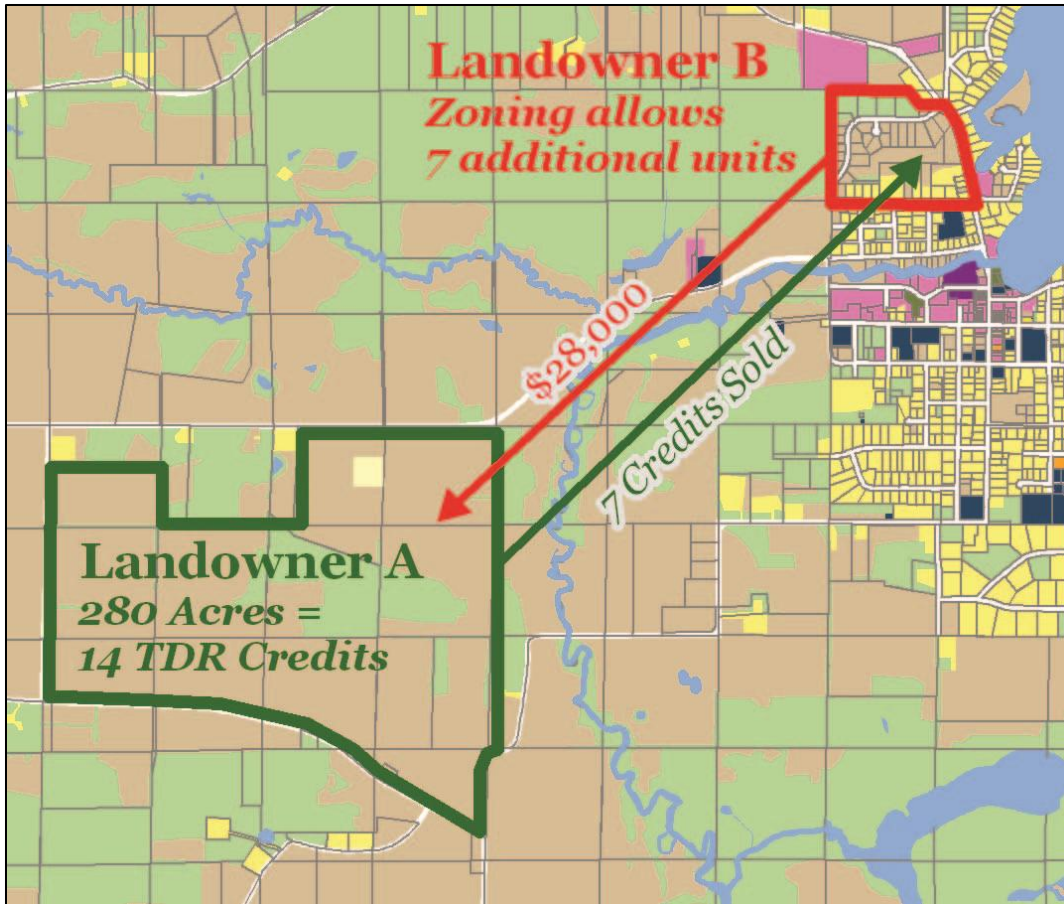 Landowner B
Zoning allows
7 additional units
$28,000
7 Credits Sold
Landowner A
280 Acres =
14 TDR Credits